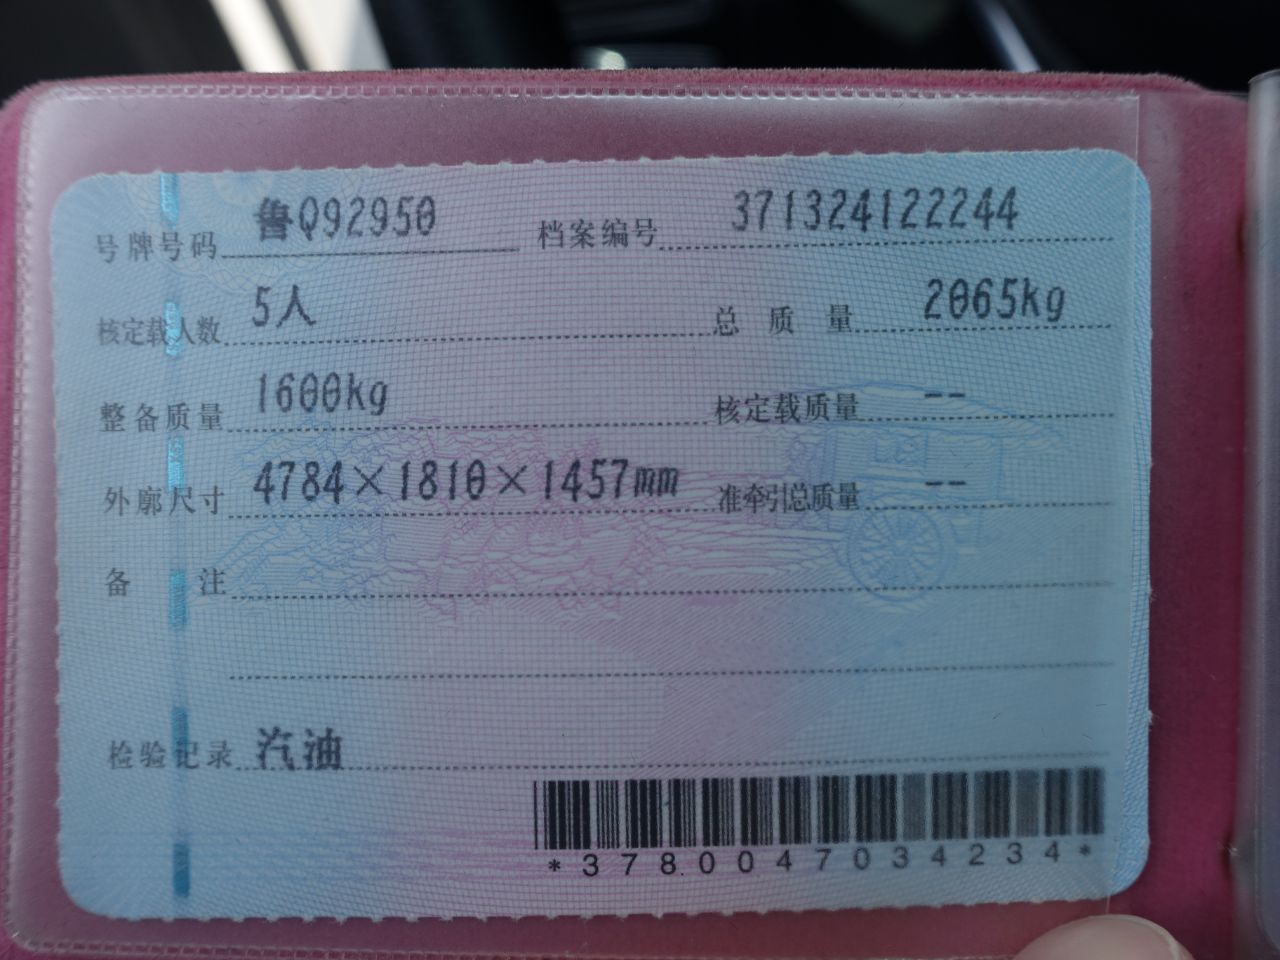 号牌号码 鲁Q92950 档案编号 371324122244
核定载人数 5人 总质量 2065kg
整备质量 1600kg 核定载质量 --
外廓尺寸 4784×1810×1457mm 准牵引总质量 --
备注
检验记录 汽油
*3780047034234*